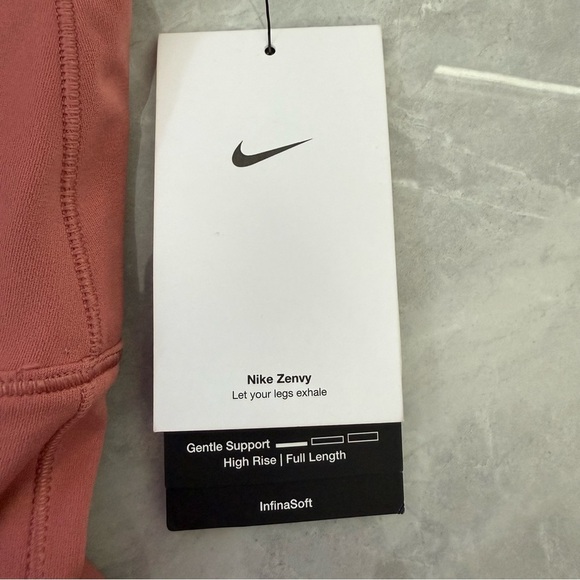 Nike Zenvy
Let your legs exhale
Gentle Support
High Rise | Full Length
InfinaSoft